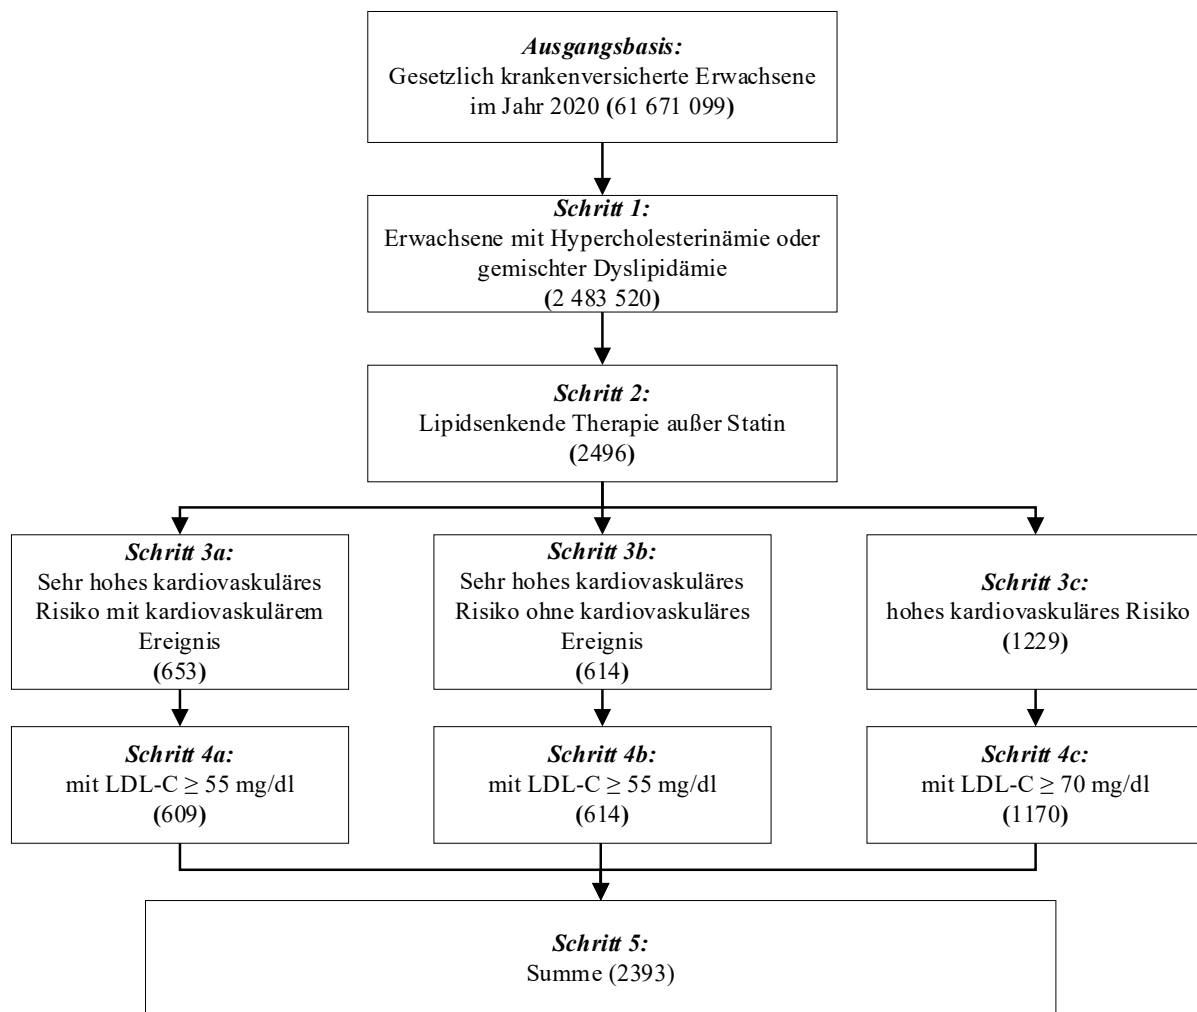 Ausgangsbasis:
Gesetzlich krankenversicherte Erwachsene
im Jahr 2020 (61 671 099)
Schritt 1:
Erwachsene mit Hypercholesterinämie oder
gemischter Dyslipidämie
(2 483 520)
Schritt 2:
Lipidsenkende Therapie außer Statin
(2496)
Schritt 3a:
Sehr hohes kardiovaskuläres
Risiko mit kardiovaskulärem
Ereignis
(653)
Schritt 3b:
Sehr hohes kardiovaskuläres
Risiko ohne kardiovaskuläres
Ereignis
(614)
Schritt 3c:
hohes kardiovaskuläres Risiko
(1229)
Schritt 4a:
mit LDL-C ≥ 55 mg/dl
(609)
Schritt 4b:
mit LDL-C ≥ 55 mg/dl
(614)
Schritt 4c:
mit LDL-C ≥ 70 mg/dl
(1170)
Schritt 5:
Summe (2393)